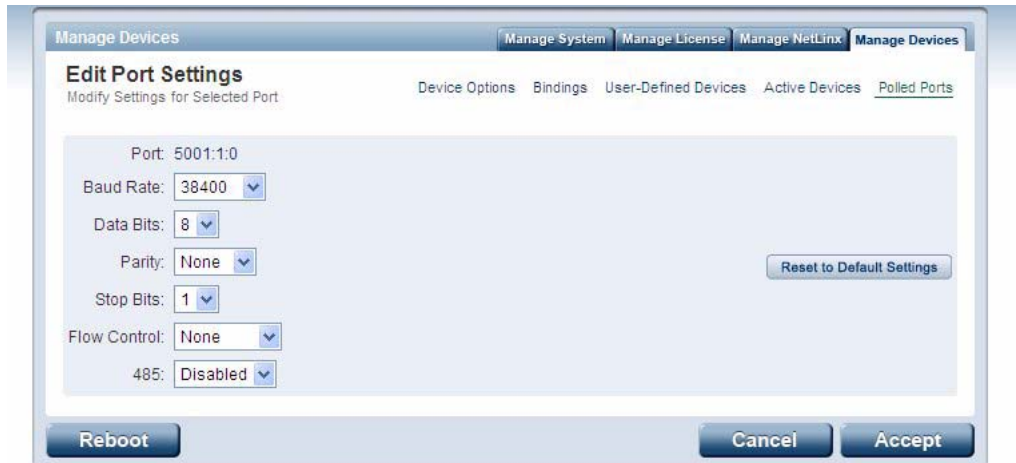 Manage Devices Manage System Manage License Manage NetLinx Manage Devices
Edit Port Settings
Modify Settings for Selected Port
Device Options Bindings User-Defined Devices Active Devices Polled Ports
Port: 5001:1:0
Baud Rate: 38400
Data Bits: 8
Parity: None
Reset to Default Settings
Stop Bits: 1
Flow Control: None
485: Disabled
Reboot Cancel Accept